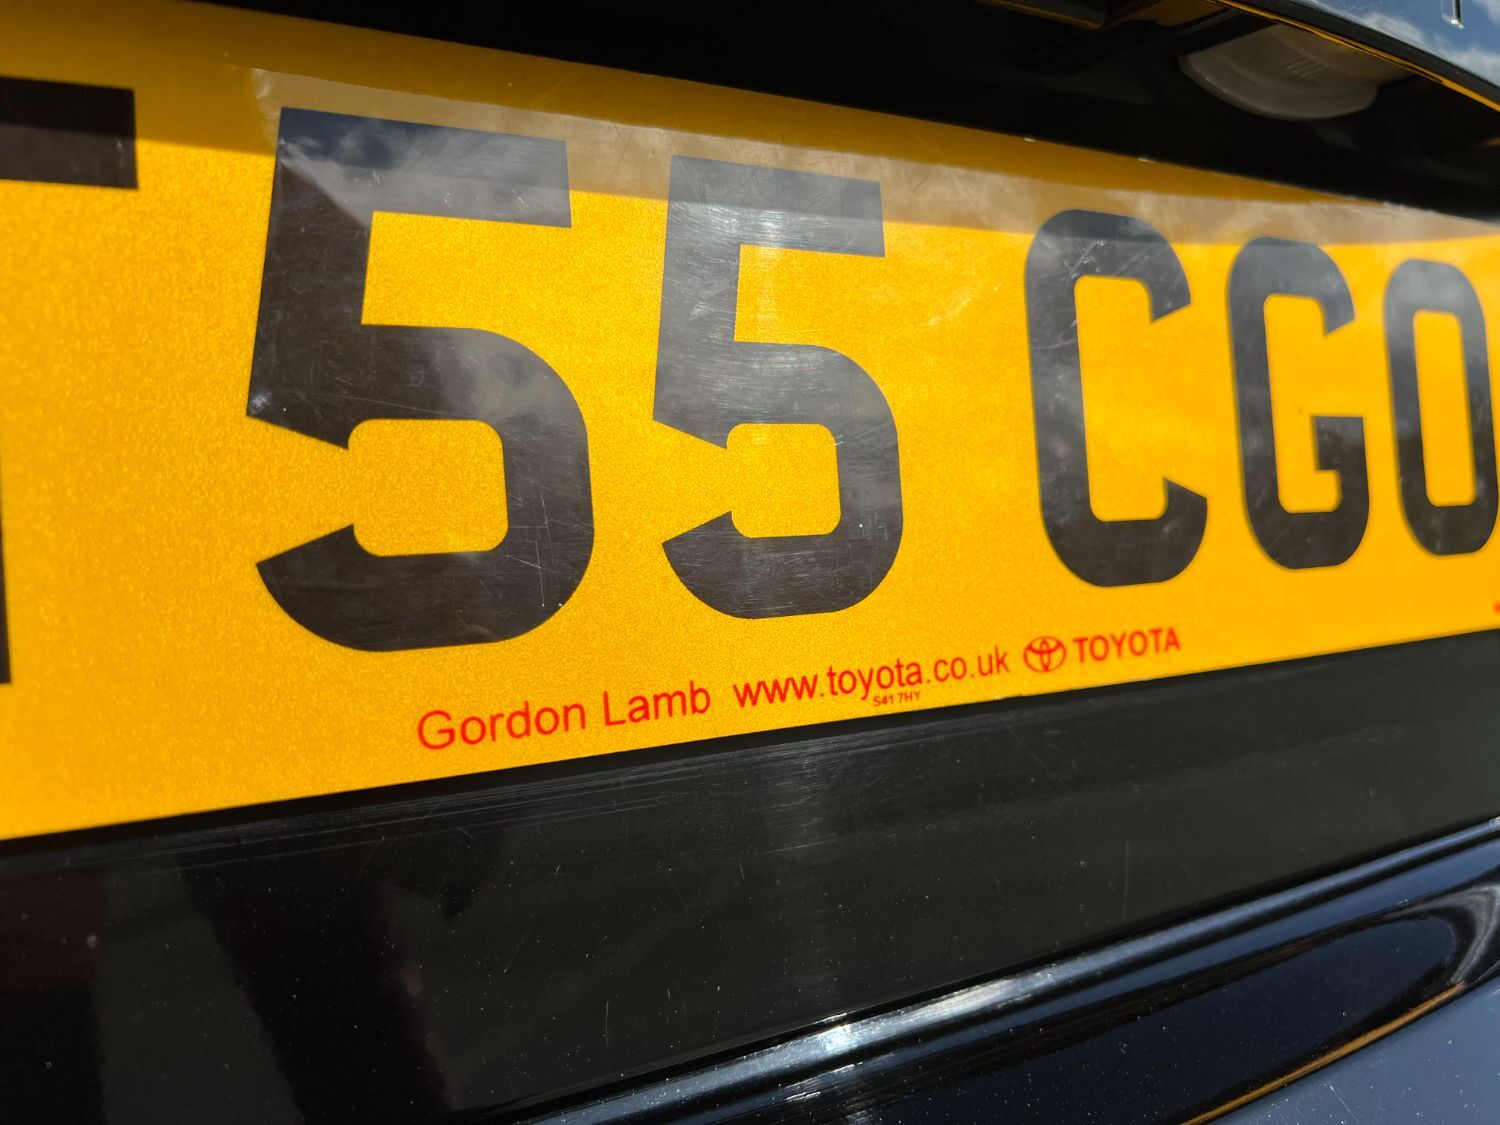 55 CGO
Gordon Lamb www.toyota.co.uk TOYOTA
S41 7HY